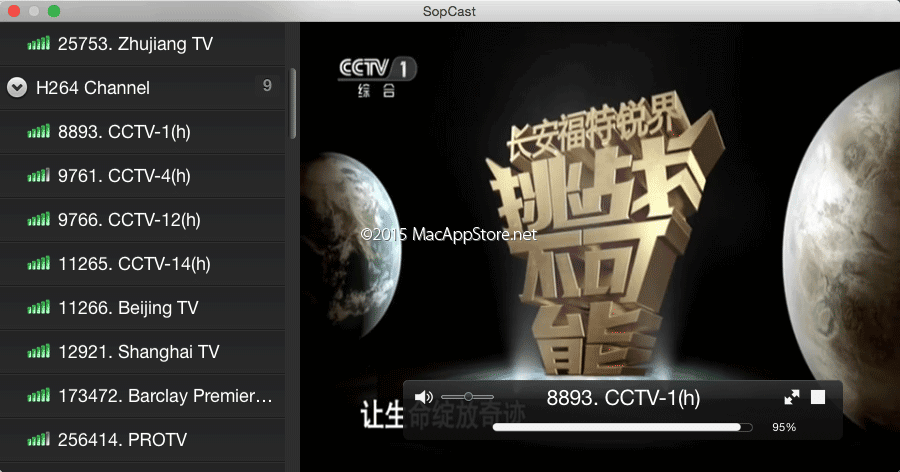 SopCast
25753. Zhujiang TV
H264 Channel
9
8893. CCTV-1(h)
9761. CCTV-4(h)
9766. CCTV-12(h)
11265. CCTV-14(h)
11266. Beijing TV
12921. Shanghai TV
173472. Barclay Premier...
256414. PROTV
CCTV 1
综合
长安福特锐界
挑战不可能
©2015 MacAppStore.net
让生命绽放奇迹
8893. CCTV-1(h)
95%